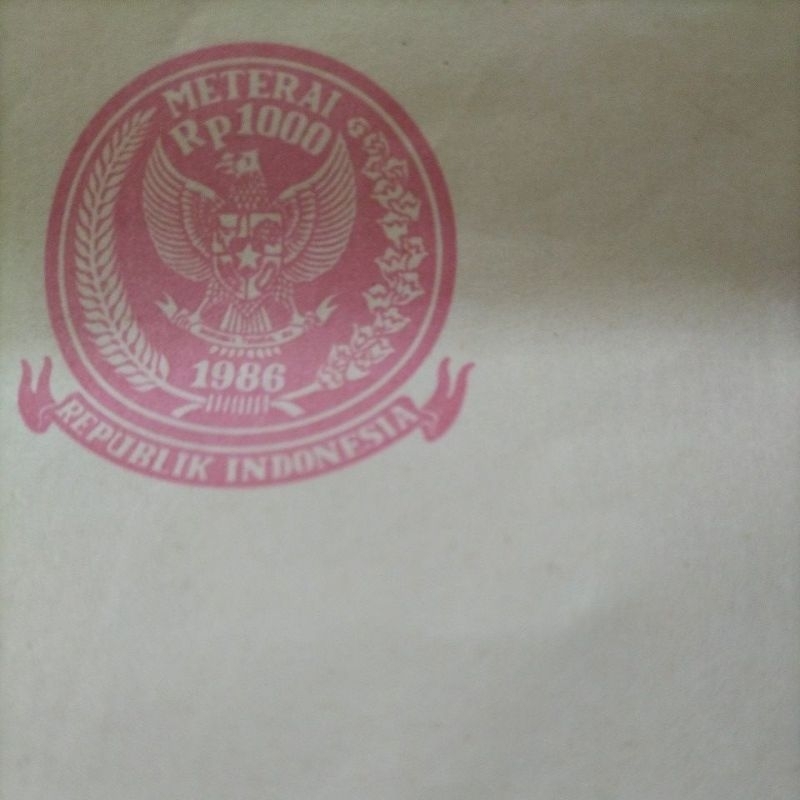 METERAI
Rp1000
1986
REPUBLIK INDONESIA